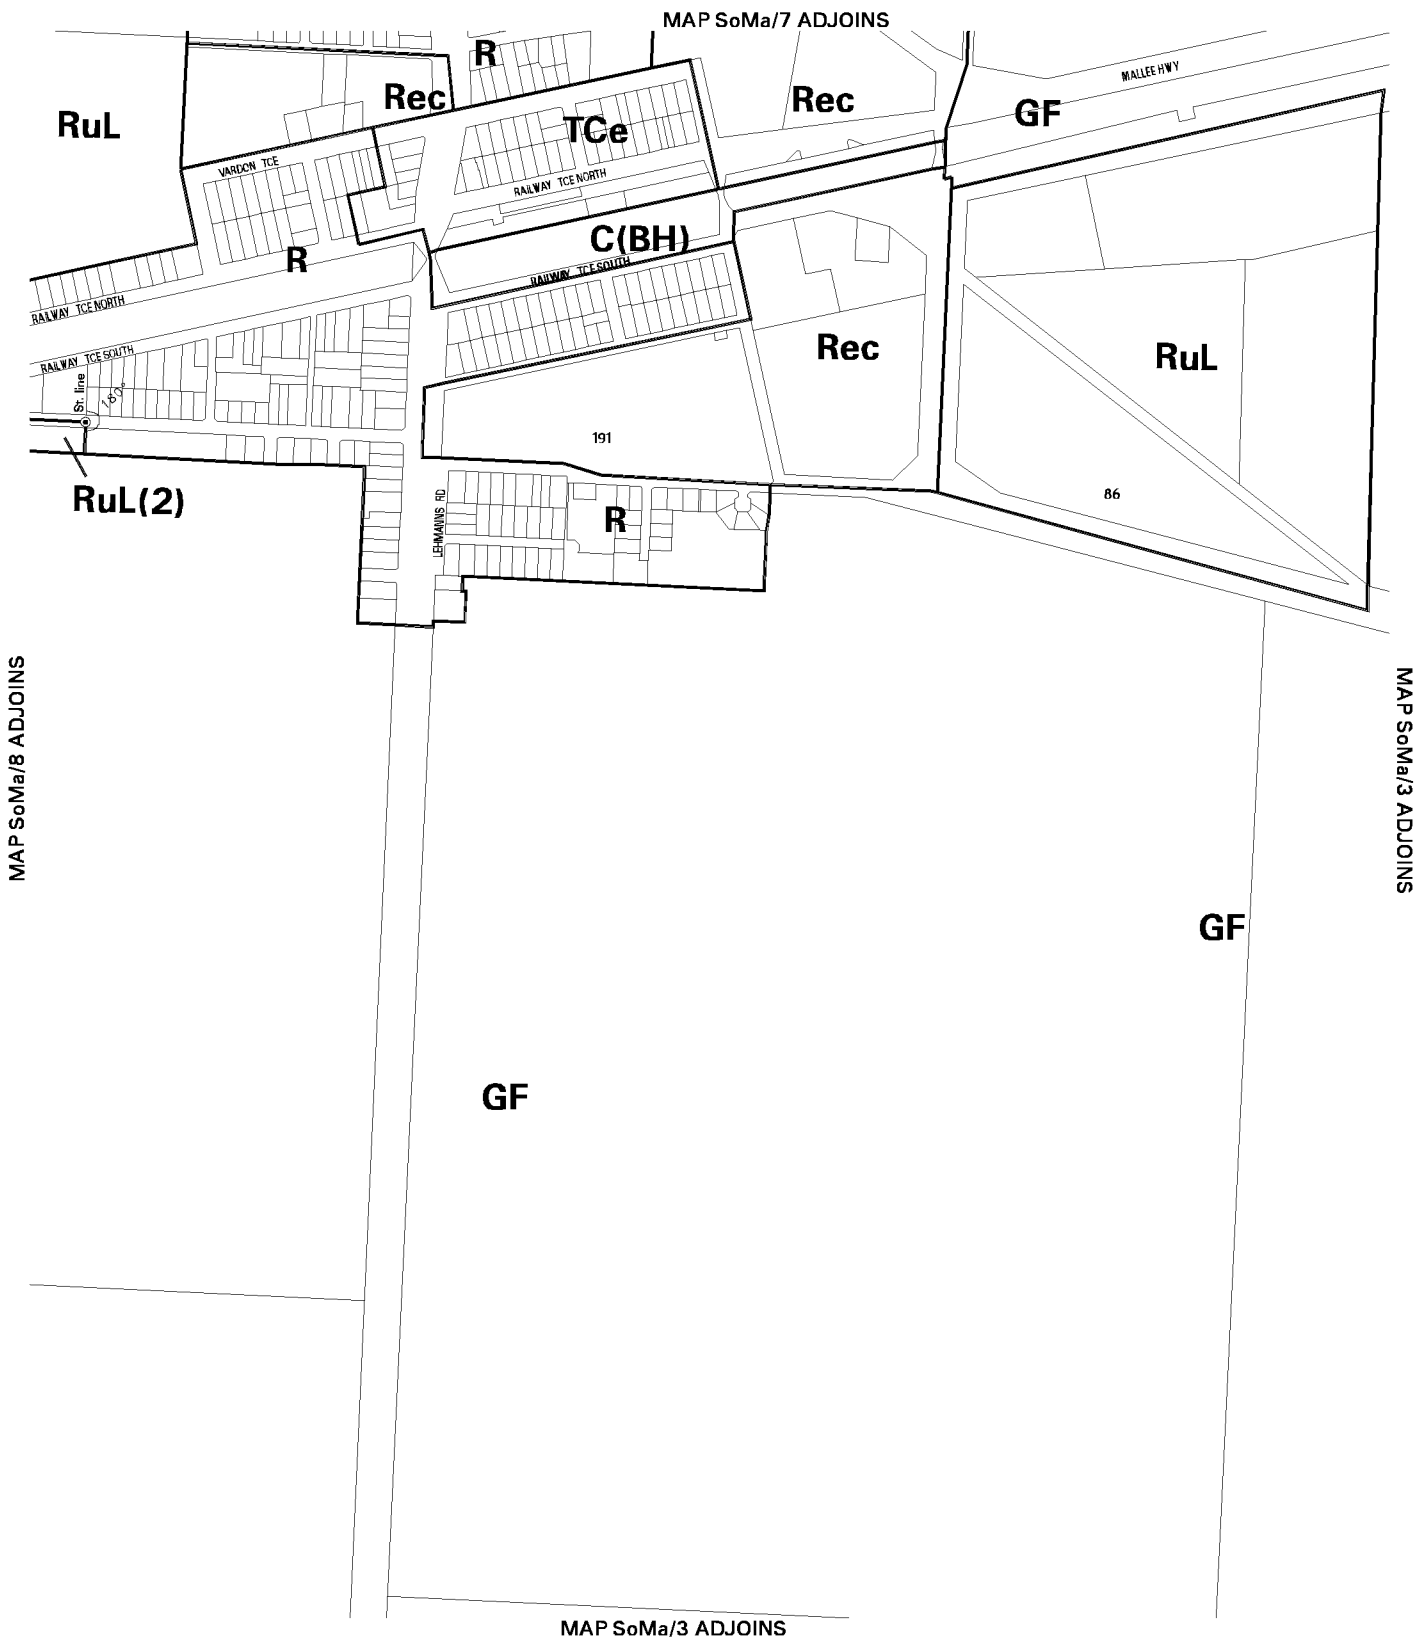 MAP SoMa/7 ADJOINS
R
MALLEE HWY
Rec
Rec
GF
RuL
TCe
VARDON TCE
RAILWAY TCE NORTH
C(BH)
R
RAILWAY TCE SOUTH
RAILWAY TCE NORTH
Rec
RuL
RAILWAY TCE SOUTH
St. line
180°
191
86
RuL(2)
LEHMANNS RD
R
MAP SoMa/8 ADJOINS
MAP SoMa/3 ADJOINS
GF
GF
MAP SoMa/3 ADJOINS